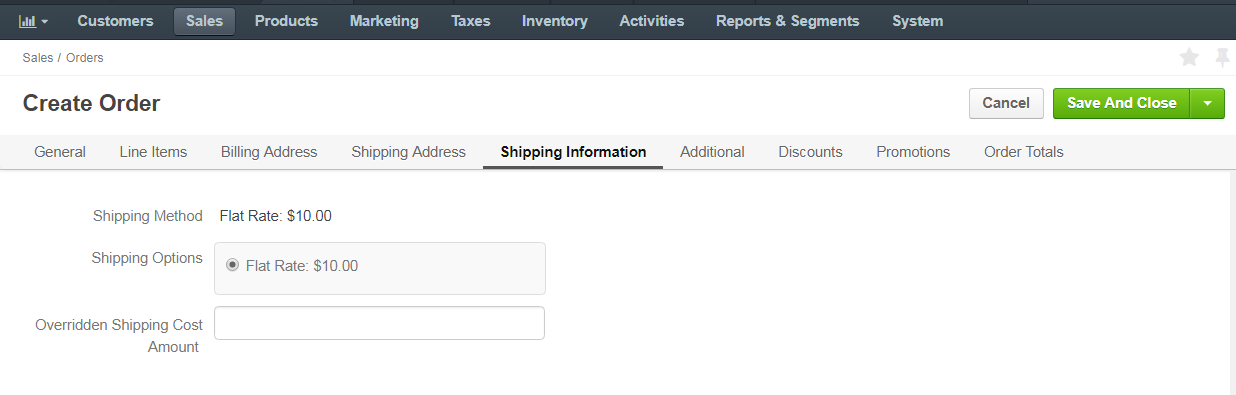 Customers Sales Products Marketing Taxes Inventory Activities Reports & Segments System
Sales / Orders
Create Order Cancel Save And Close
General Line Items Billing Address Shipping Address Shipping Information Additional Discounts Promotions Order Totals
Shipping Method Flat Rate: $10.00
Shipping Options Flat Rate: $10.00
Overridden Shipping Cost
Amount